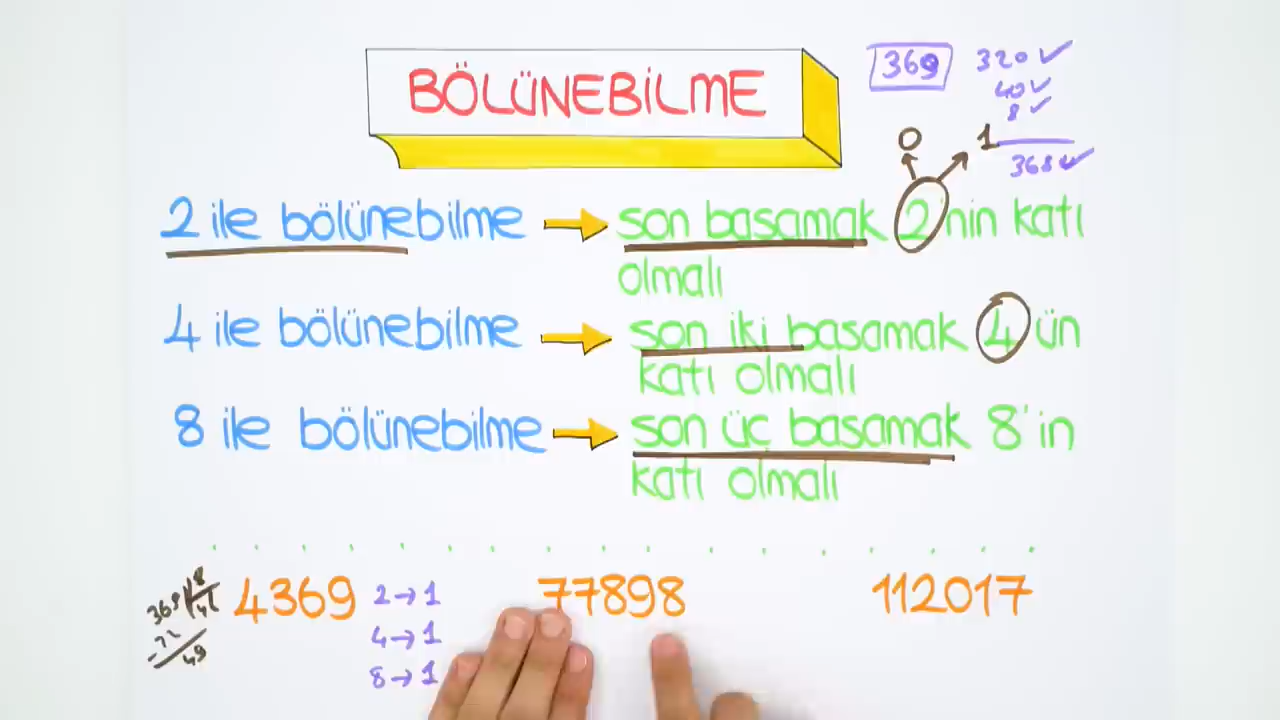 BÖLÜNEBİLME
369
320 ✓
40 ✓
8 ✓
368 ✓
0
1
2 ile bölünebilme → son basamak 2'nin katı
olmalı
4 ile bölünebilme → son iki basamak 4 ün
katı olmalı
8 ile bölünebilme → son üç basamak 8'in
katı olmalı
4369
2→1
4→1
8→1
77898
112017
369
49